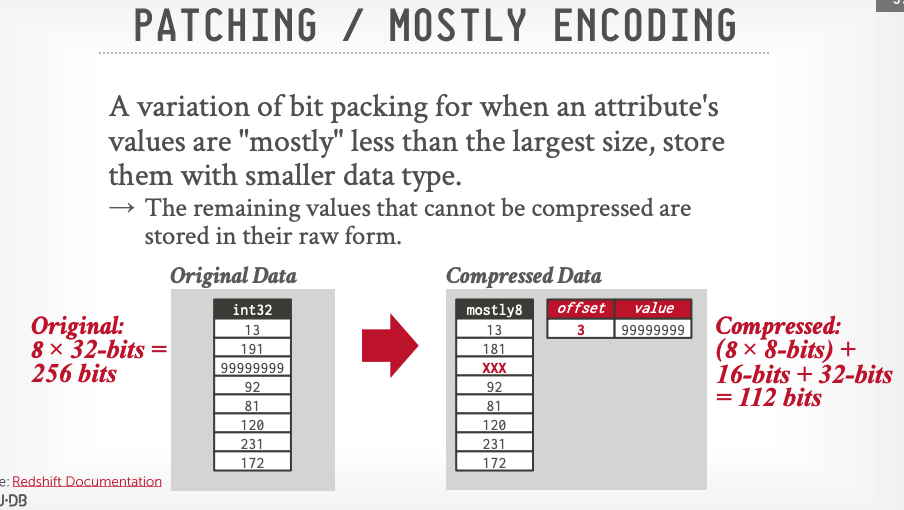 PATCHING / MOSTLY ENCODING
A variation of bit packing for when an attribute's
values are "mostly" less than the largest size, store
them with smaller data type.
→ The remaining values that cannot be compressed are
stored in their raw form.
Original Data
Original:
8 × 32-bits =
256 bits
int32
13
191
99999999
92
81
120
231
172
Compressed Data
mostly8
13
181
XXX
92
81
120
231
172
offset value
3 99999999
Compressed:
(8 × 8-bits) +
16-bits + 32-bits
= 112 bits
e: Redshift Documentation
U·DB